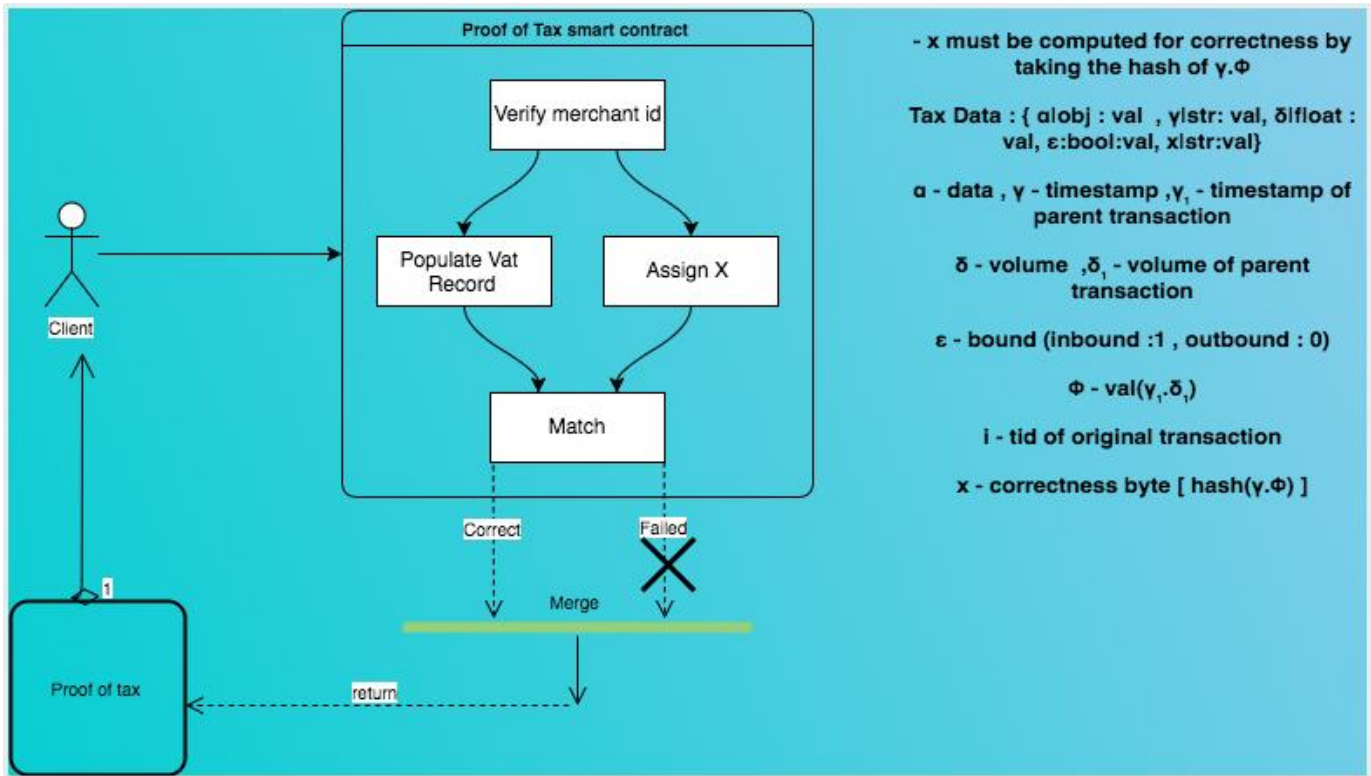 Proof of Tax smart contract
Verify merchant id
Populate Vat
Record
Assign X
Match
Client
Correct
Failed
Merge
1
Proof of tax
return
- x must be computed for correctness by
taking the hash of γ.Φ
Tax Data : { α|obj : val , γ|str: val, δ|float :
val, ε:bool:val, x|str:val}
α - data , γ - timestamp ,γ₁ - timestamp of
parent transaction
δ - volume ,δ₁ - volume of parent
transaction
ε - bound (inbound :1 , outbound : 0)
Φ - val(γ₁.δ₁)
i - tid of original transaction
x - correctness byte [ hash(γ.Φ) ]